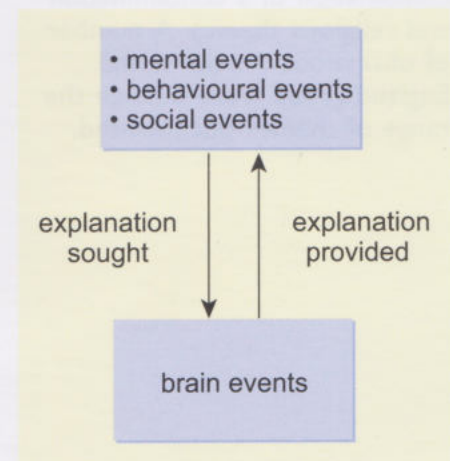 • mental events
• behavioural events
• social events
explanation
sought
explanation
provided
brain events